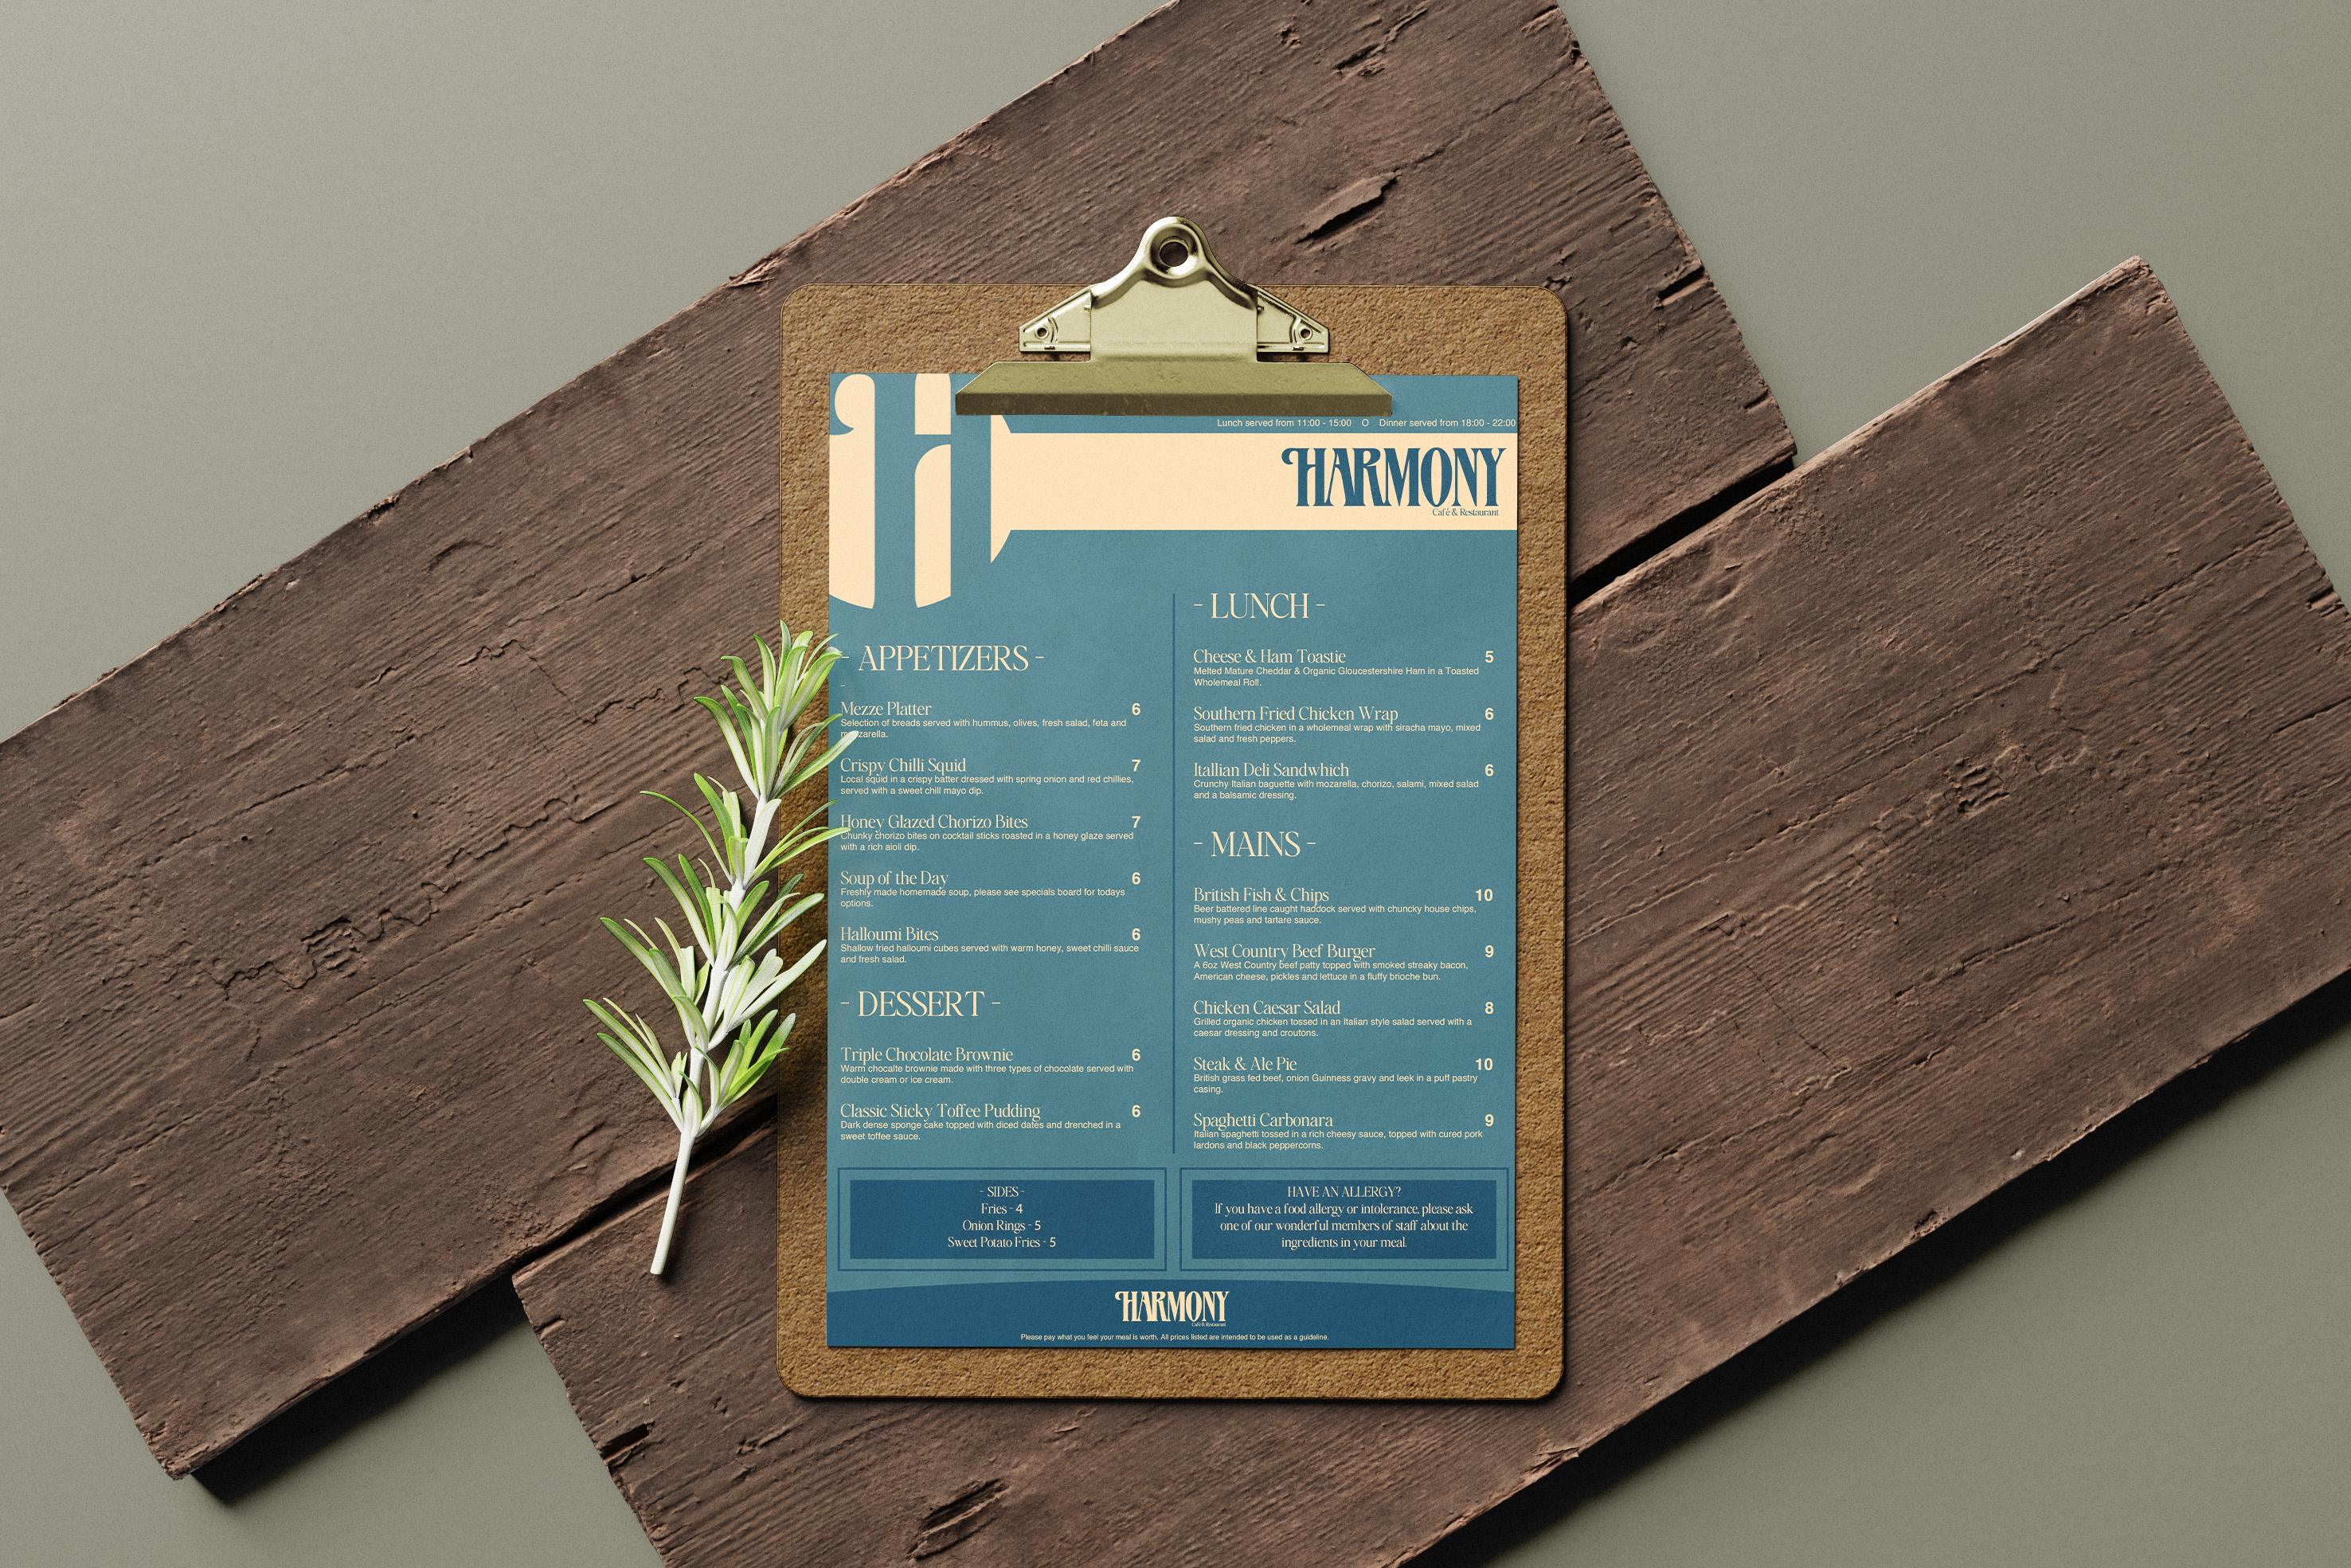 Lunch served from 11:00 - 15:00 O Dinner served from 18:00 - 22:00
HARMONY
Café & Restaurant
- APPETIZERS -
-
Mezze Platter 6
Selection of breads served with hummus, olives, fresh salad, feta and
Crispy Chilli Squid 7
Local squid in a crispy batter dressed with spring onion and red chillies,
served with a sweet chill mayo dip.
Honey Glazed Chorizo Bites 7
Chunky chorizo bites on cocktail sticks roasted in a honey glaze served
with a rich aioli dip.
Soup of the Day 6
Freshly made homemade soup, please see specials board for todays
options.
Halloumi Bites 6
Shallow fried halloumi cubes served with warm honey, sweet chilli sauce
and fresh salad.
- DESSERT -
Triple Chocolate Brownie 6
Warm chocalte brownie made with three types of chocolate served with
double cream or ice cream.
Classic Sticky Toffee Pudding 6
Dark dense sponge cake topped with diced dates and drenched in a
sweet toffee sauce.
- LUNCH -
Cheese & Ham Toastie 5
Melted Mature Cheddar & Organic Gloucestershire Ham in a Toasted
Wholemeal Roll.
Southern Fried Chicken Wrap 6
Southern fried chicken in a wholemeal wrap with siracha mayo, mixed
salad and fresh peppers.
Itallian Deli Sandwhich 6
Crunchy Italian baguette with mozarella, chorizo, salami, mixed salad
and a balsamic dressing.
- MAINS -
British Fish & Chips 10
Beer battered line caught haddock served with chuncky house chips,
mushy peas and tartare sauce.
West Country Beef Burger 9
A 6oz West Country beef patty topped with smoked streaky bacon,
American cheese, pickles and lettuce in a fluffy brioche bun.
Chicken Caesar Salad 8
Grilled organic chicken tossed in an Italian style salad served with a
caesar dressing and croutons.
Steak & Ale Pie 10
British grass fed beef, onion Guinness gravy and leek in a puff pastry
casing.
Spaghetti Carbonara 9
Italian spaghetti tossed in a rich cheesy sauce, topped with cured pork
lardons and black peppercorns.
- SIDES -
Fries - 4
Onion Rings - 5
Sweet Potato Fries - 5
HAVE AN ALLERGY?
If you have a food allergy or intolerance, please ask
one of our wonderful members of staff about the
ingredients in your meal.
HARMONY
Café & Restaurant
Please pay what you feel your meal is worth. All prices listed are intended to be used as a guideline.